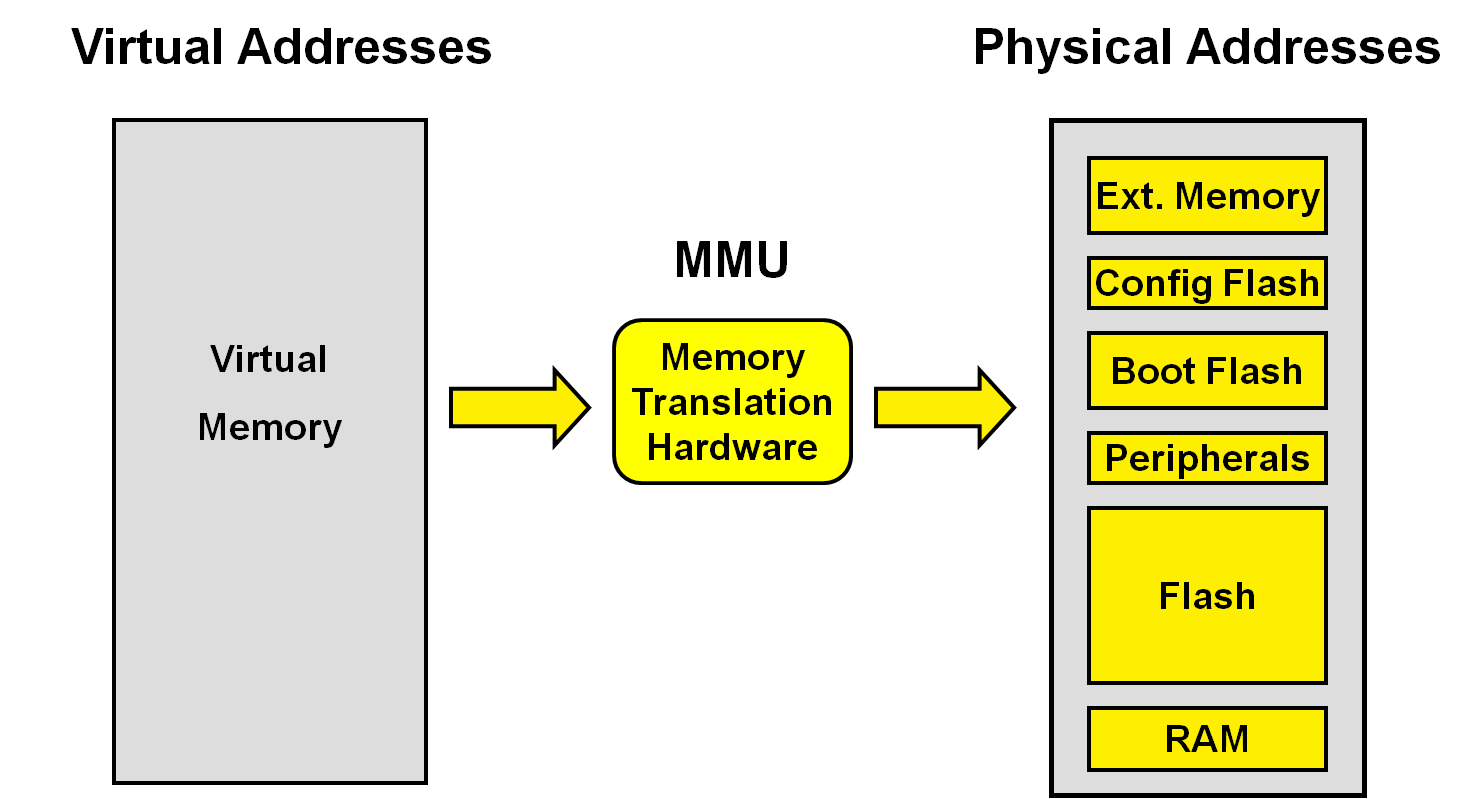 Virtual Addresses
Physical Addresses
Virtual
Memory
MMU
Memory
Translation
Hardware
Ext. Memory
Config Flash
Boot Flash
Peripherals
Flash
RAM